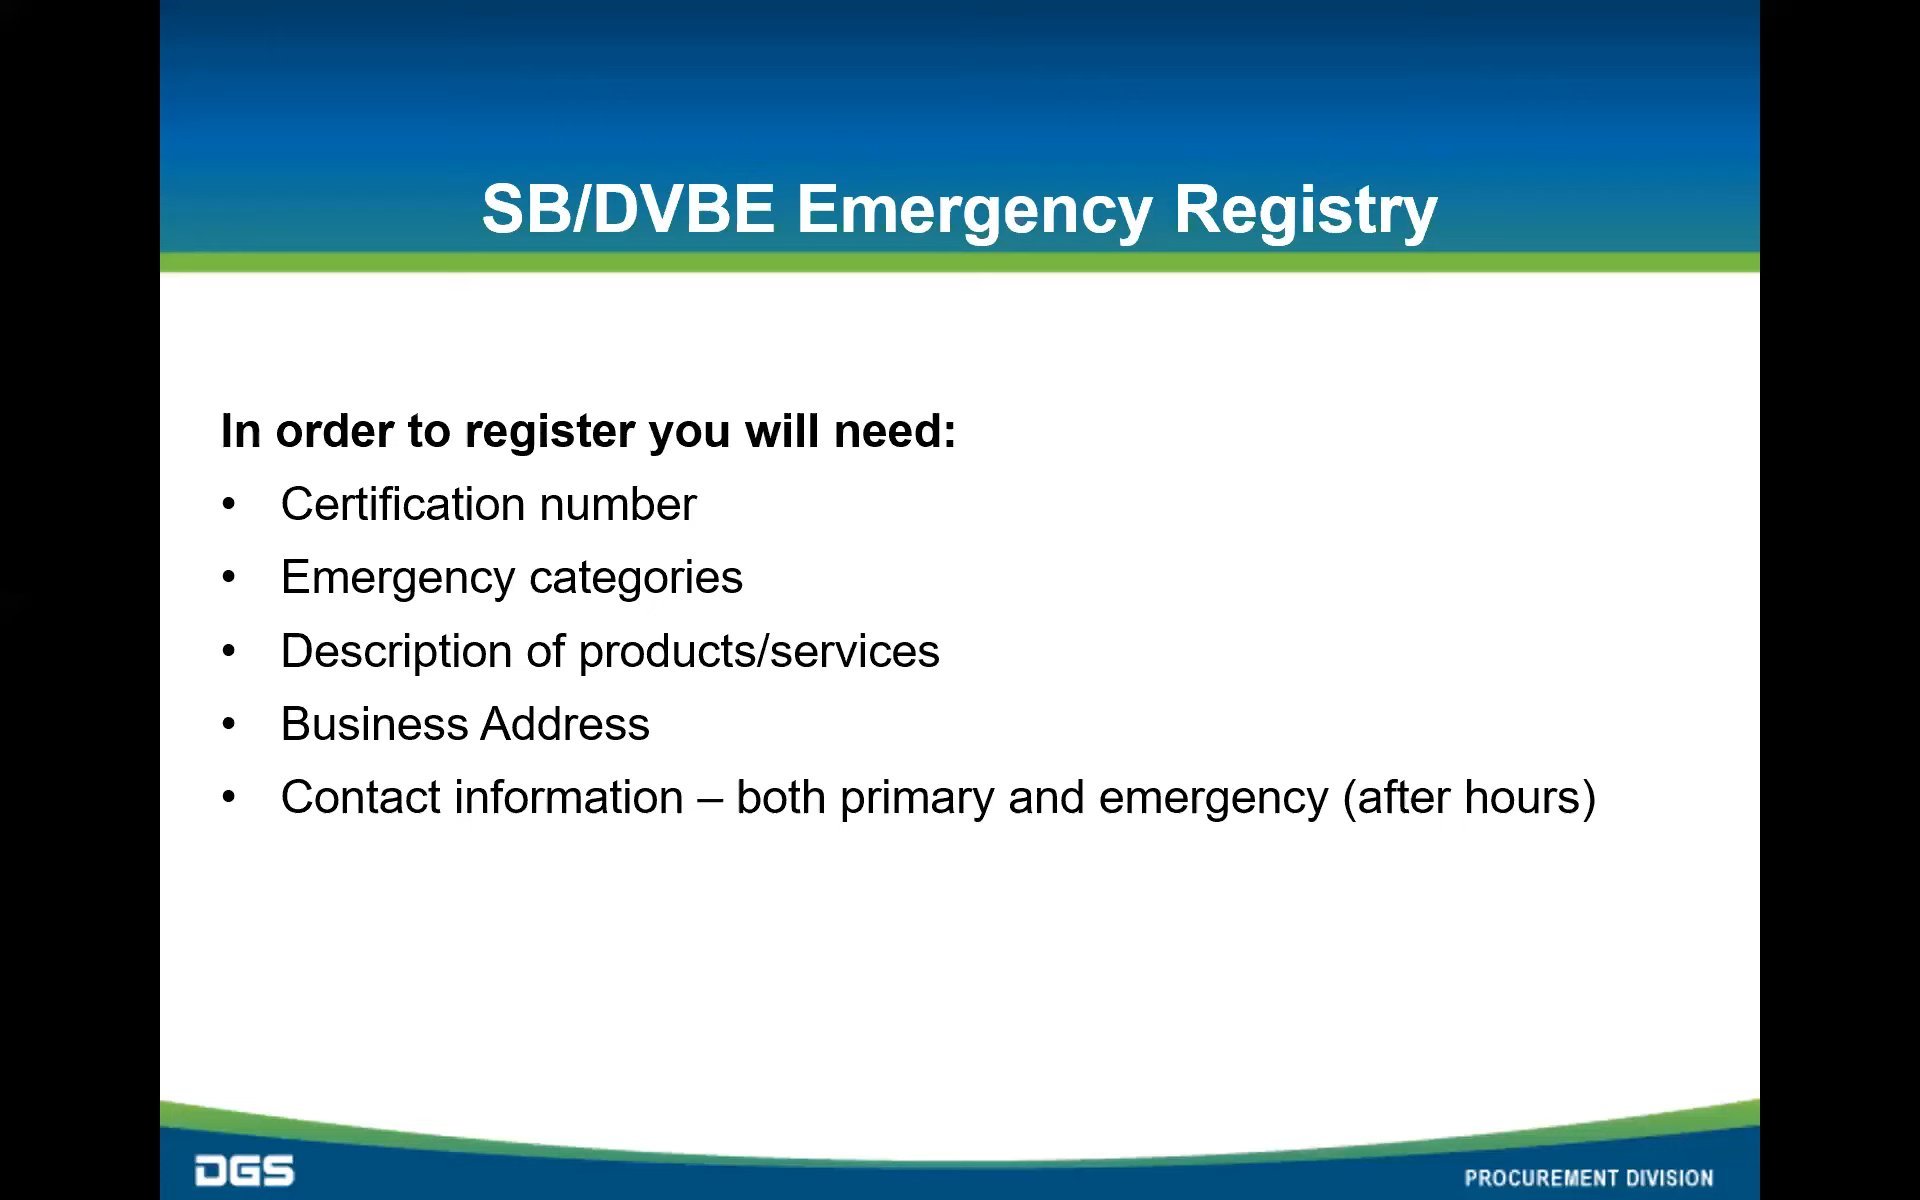 SB/DVBE Emergency Registry
In order to register you will need:
• Certification number
• Emergency categories
• Description of products/services
• Business Address
• Contact information – both primary and emergency (after hours)
DGS
PROCUREMENT DIVISION